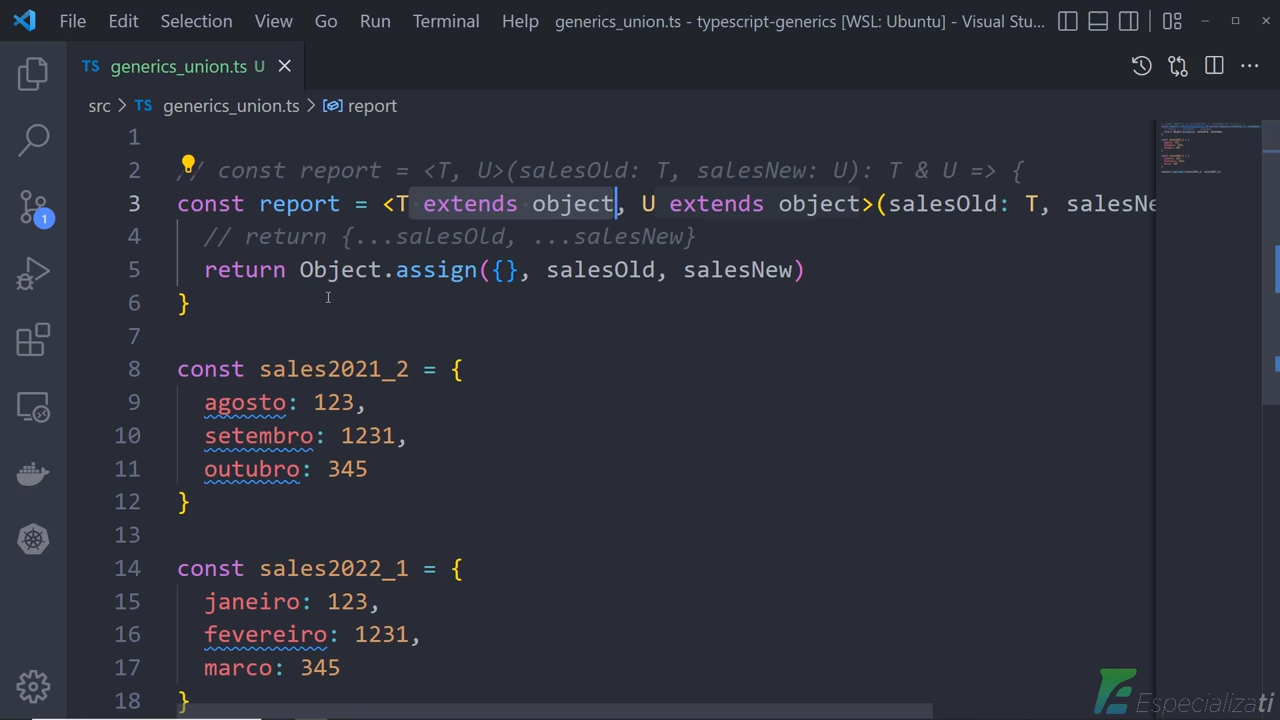 File Edit Selection View Go Run Terminal Help generics_union.ts - typescript-generics [WSL: Ubuntu] - Visual Stu...
TS generics_union.ts U
src > TS generics_union.ts > report
1
2 // const report = <T, U>(salesOld: T, salesNew: U): T & U => {
3 const report = <T extends object, U extends object>(salesOld: T, salesNe
4 // return {...salesOld, ...salesNew}
5 return Object.assign({}, salesOld, salesNew)
6 }
7
8 const sales2021_2 = {
9 agosto: 123,
10 setembro: 1231,
11 outubro: 345
12 }
13
14 const sales2022_1 = {
15 janeiro: 123,
16 fevereiro: 1231,
17 marco: 345
18 }
1
Especializati